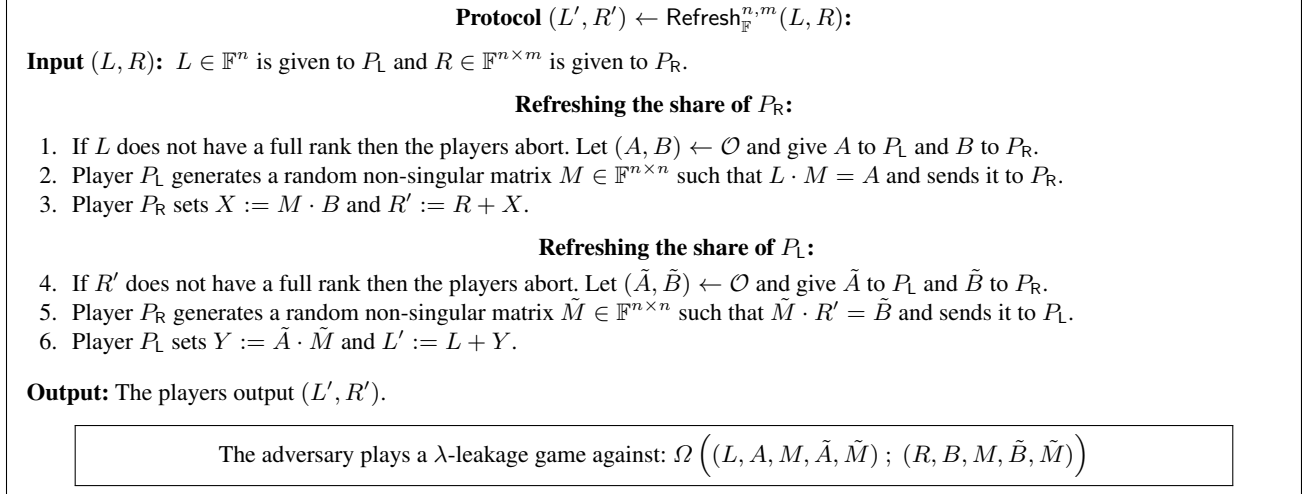 Protocol (L′, R′) ← Refresh_𝔽^{n,m}(L, R):
Input (L, R): L ∈ 𝔽^n is given to P_L and R ∈ 𝔽^{n×m} is given to P_R.
Refreshing the share of P_R:
1. If L does not have a full rank then the players abort. Let (A, B) ← 𝒪 and give A to P_L and B to P_R.
2. Player P_L generates a random non-singular matrix M ∈ 𝔽^{n×n} such that L · M = A and sends it to P_R.
3. Player P_R sets X := M · B and R′ := R + X.
Refreshing the share of P_L:
4. If R′ does not have a full rank then the players abort. Let (Ã, B̃) ← 𝒪 and give Ã to P_L and B̃ to P_R.
5. Player P_R generates a random non-singular matrix M̃ ∈ 𝔽^{n×n} such that M̃ · R′ = B̃ and sends it to P_L.
6. Player P_L sets Y := Ã · M̃ and L′ := L + Y.
Output: The players output (L′, R′).
The adversary plays a λ-leakage game against: Ω ((L, A, M, Ã, M̃) ; (R, B, M, B̃, M̃))